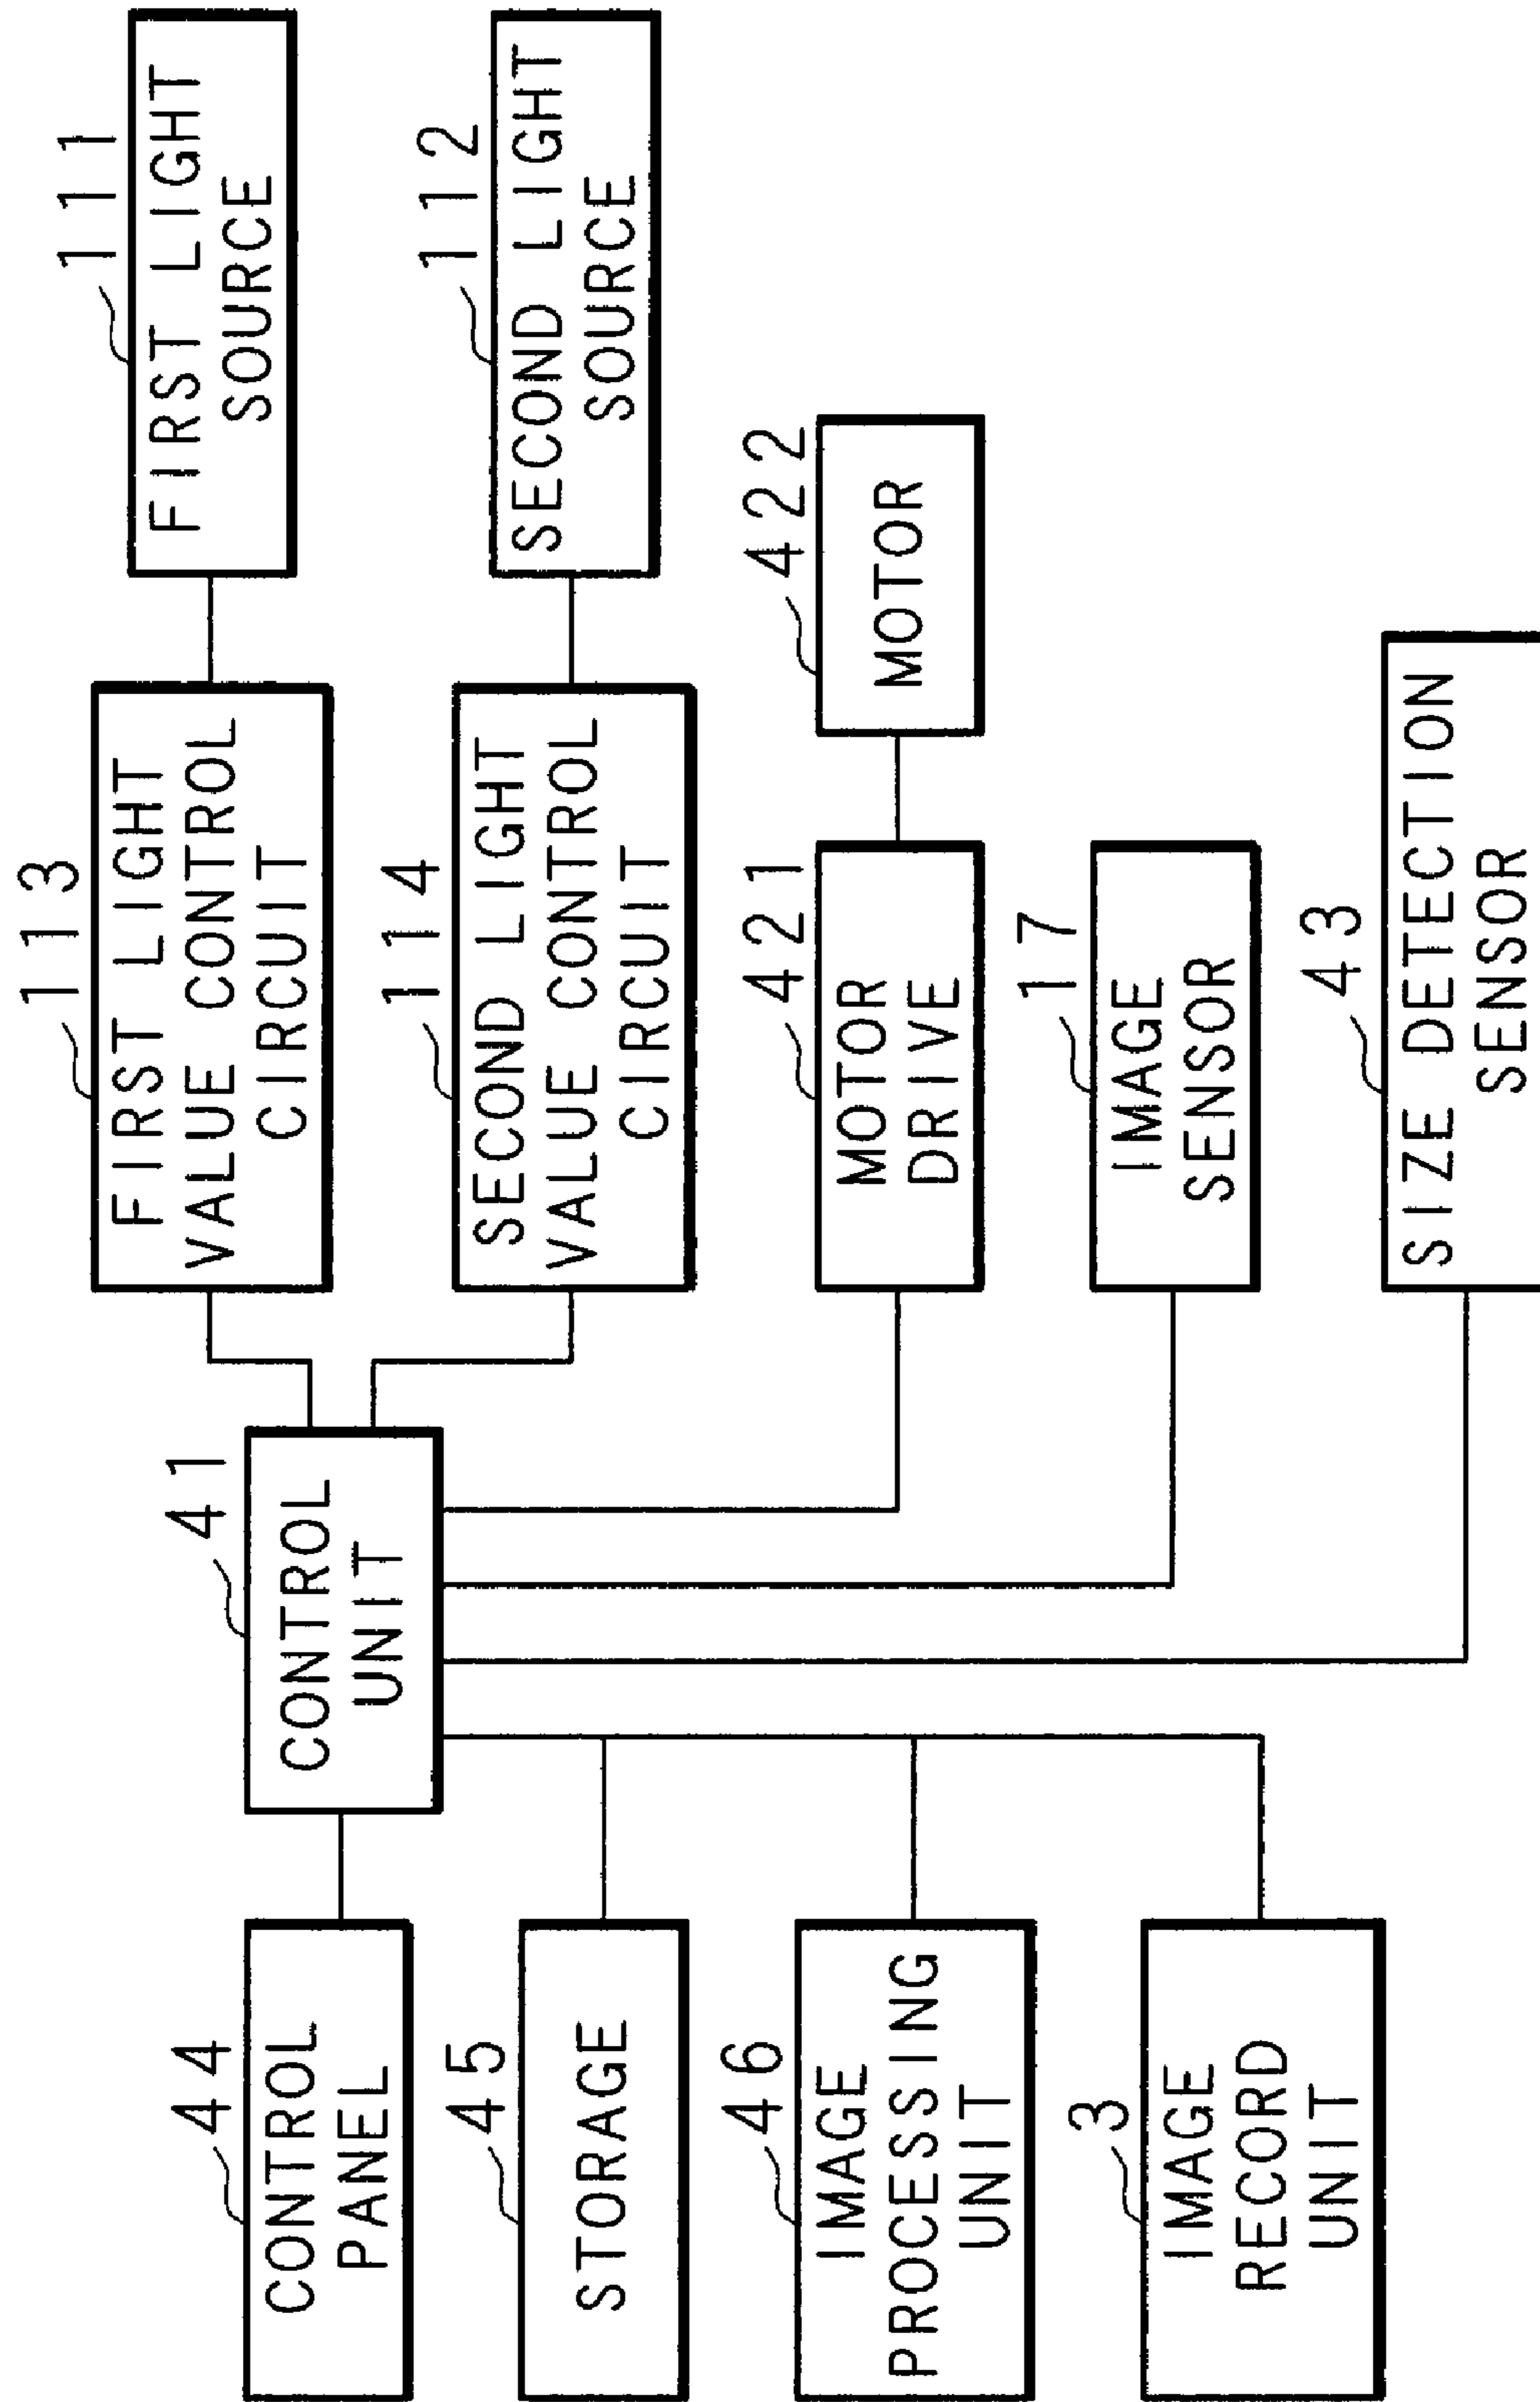 44
CONTROL
PANEL
45
STORAGE
46
IMAGE
PROCESSING
UNIT
3
IMAGE
RECORD
UNIT
41
CONTROL
UNIT
113
FIRST LIGHT
VALUE CONTROL
CIRCUIT
111
FIRST LIGHT
SOURCE
114
SECOND LIGHT
VALUE CONTROL
CIRCUIT
112
SECOND LIGHT
SOURCE
421
MOTOR
DRIVE
422
MOTOR
17
IMAGE
SENSOR
43
SIZE DETECTION
SENSOR